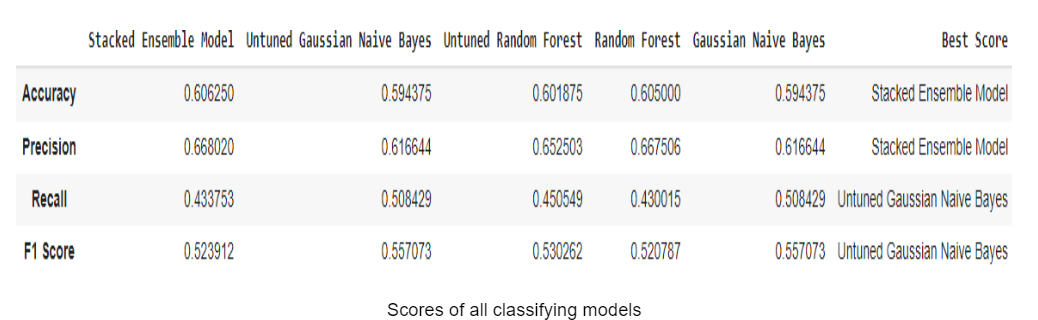 Stacked Ensemble Model Untuned Gaussian Naive Bayes Untuned Random Forest Random Forest Gaussian Naive Bayes Best Score
Accuracy 0.606250 0.594375 0.601875 0.605000 0.594375 Stacked Ensemble Model
Precision 0.668020 0.616644 0.652503 0.667506 0.616644 Stacked Ensemble Model
Recall 0.433753 0.508429 0.450549 0.430015 0.508429 Untuned Gaussian Naive Bayes
F1 Score 0.523912 0.557073 0.530262 0.520787 0.557073 Untuned Gaussian Naive Bayes
Scores of all classifying models